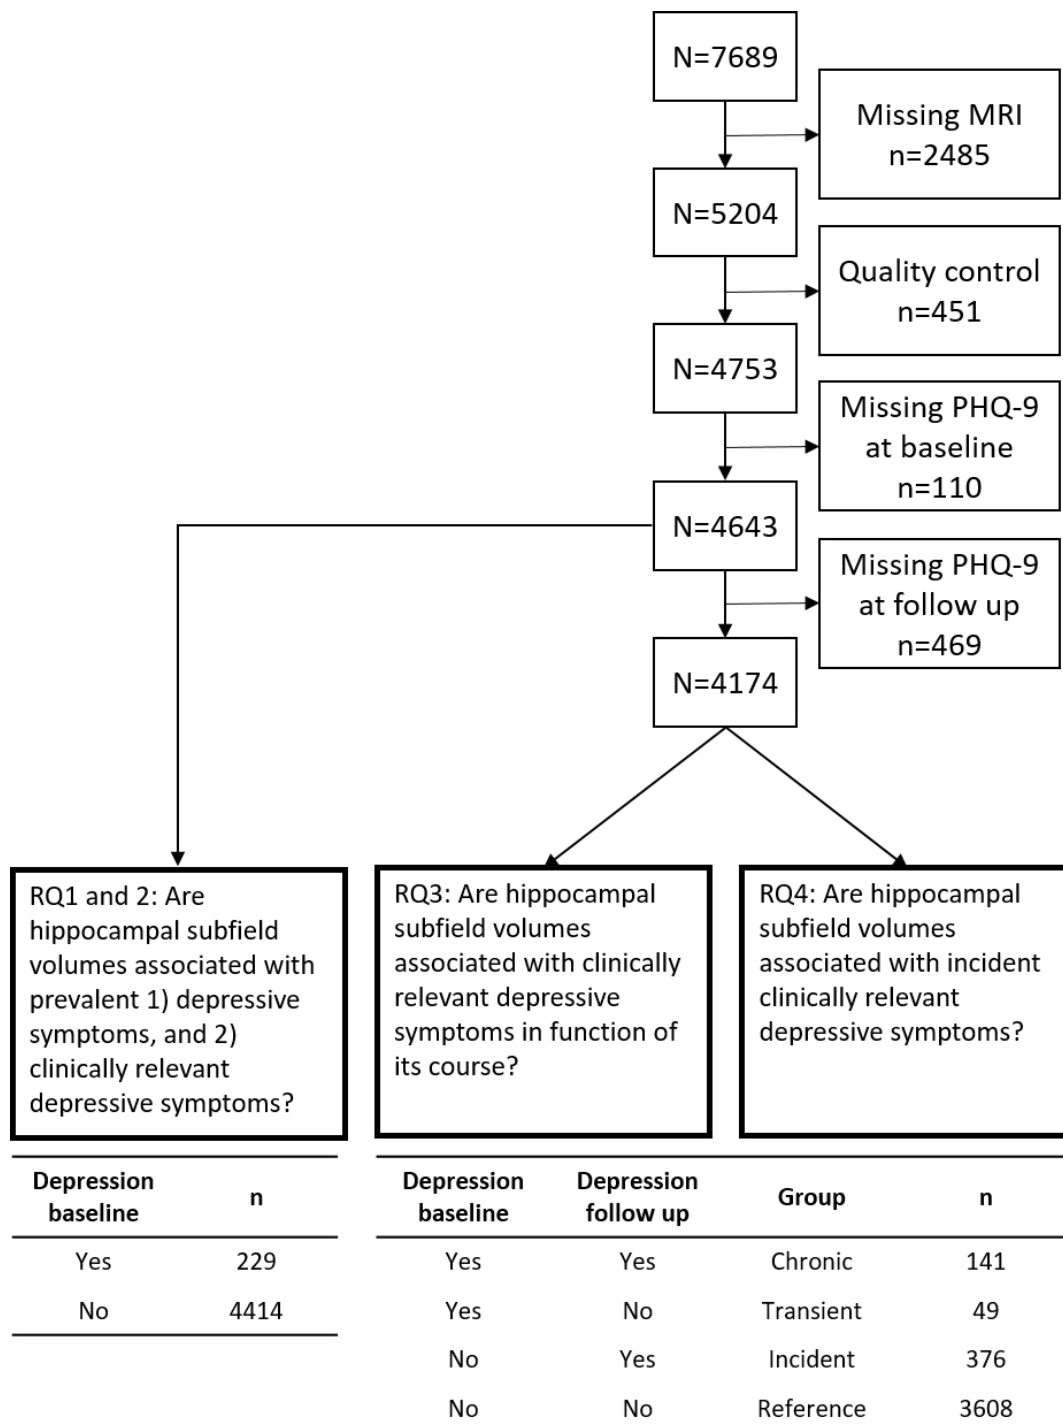 N=7689
Missing MRI
n=2485
N=5204
Quality control
n=451
N=4753
Missing PHQ-9
at baseline
n=110
N=4643
Missing PHQ-9
at follow up
n=469
N=4174
RQ1 and 2: Are
hippocampal subfield
volumes associated with
prevalent 1) depressive
symptoms, and 2)
clinically relevant
depressive symptoms?
RQ3: Are hippocampal
subfield volumes
associated with clinically
relevant depressive
symptoms in function of
its course?
RQ4: Are hippocampal
subfield volumes
associated with incident
clinically relevant
depressive symptoms?
Depression
baseline n
Yes 229
No 4414
Depression Depression
baseline follow up Group n
Yes Yes Chronic 141
Yes No Transient 49
No Yes Incident 376
No No Reference 3608